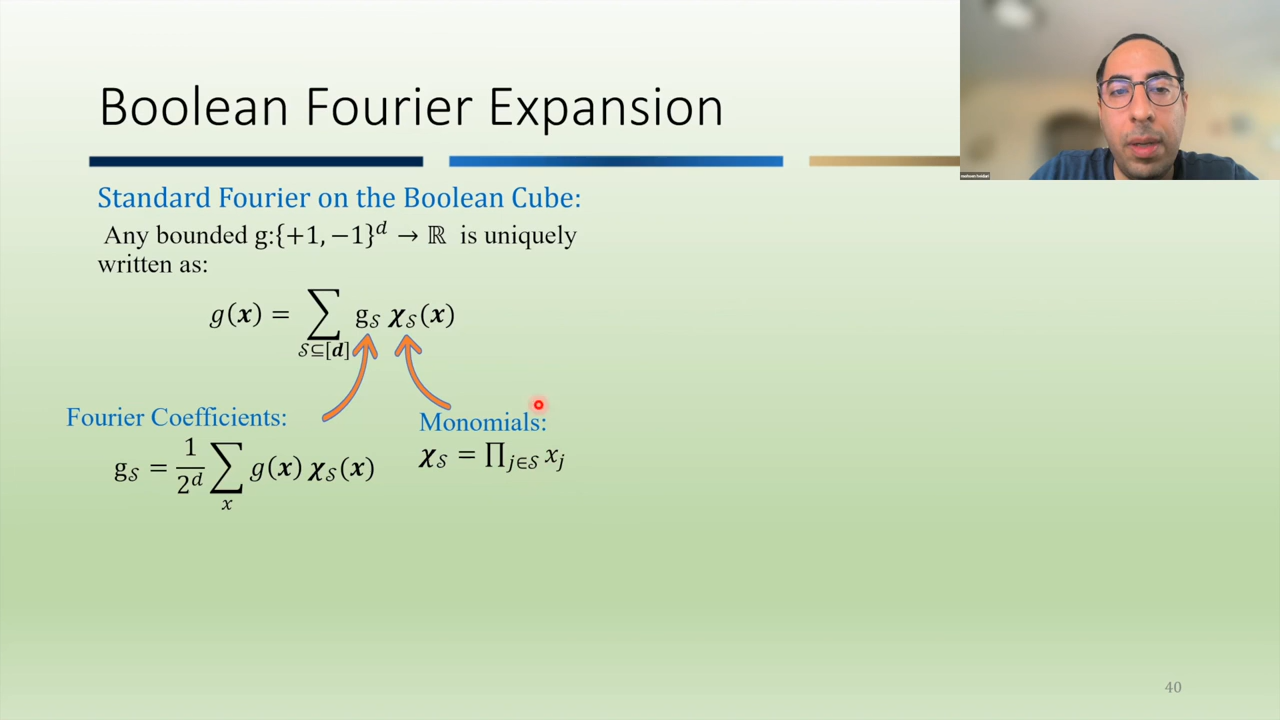 Boolean Fourier Expansion
Standard Fourier on the Boolean Cube:
Any bounded g:{+1, −1}ᵈ → ℝ is uniquely
written as:
g(𝒙) = ∑_{𝒮⊆[𝒅]} g_𝒮 𝝌_𝒮(𝒙)
Fourier Coefficients:
g_𝒮 = 1/2ᵈ ∑_x g(𝒙) 𝝌_𝒮(𝒙)
Monomials:
𝝌_𝒮 = ∏_{j∈𝒮} x_j
40